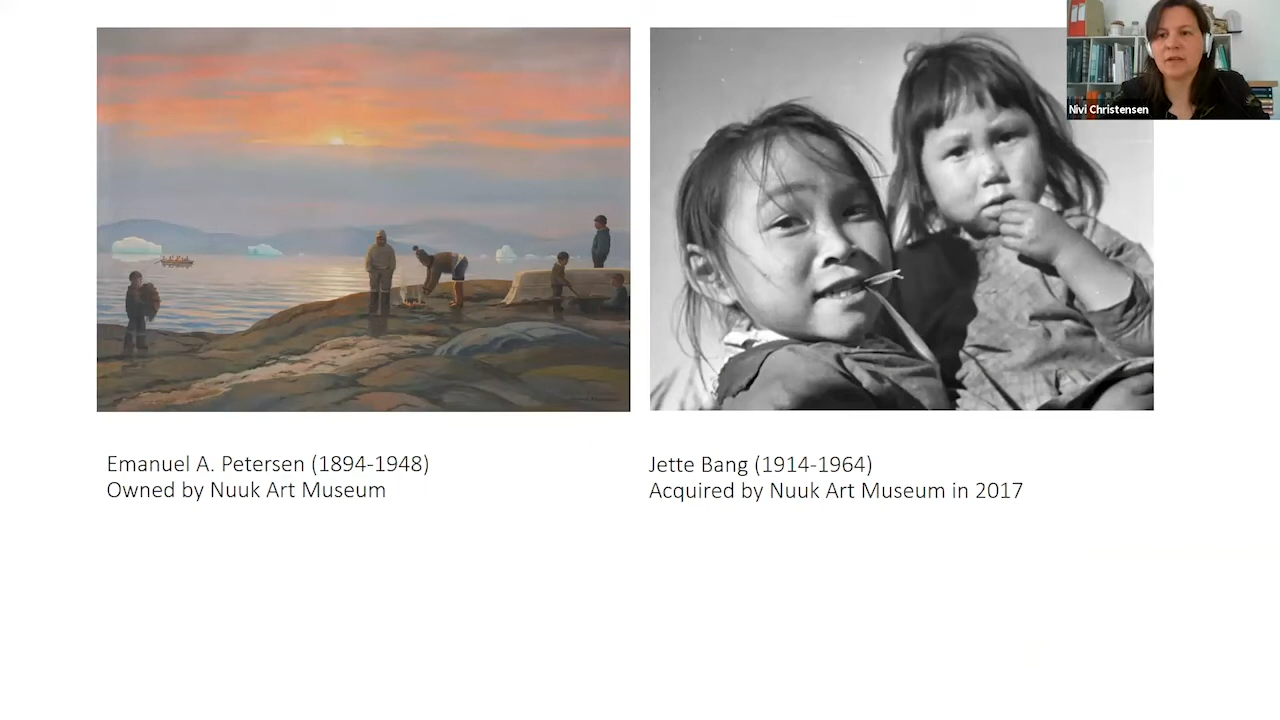 Nivi Christensen
Emanuel A. Petersen (1894-1948)
Owned by Nuuk Art Museum
Jette Bang (1914-1964)
Acquired by Nuuk Art Museum in 2017